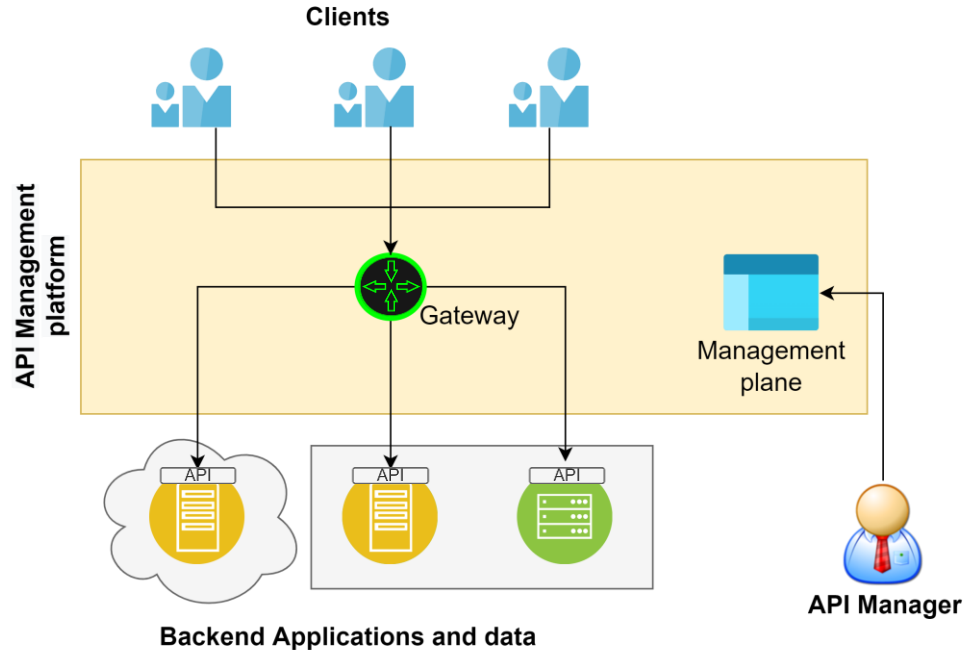 Clients
API Management
platform
Gateway
Management
plane
API
API
API
API Manager
Backend Applications and data